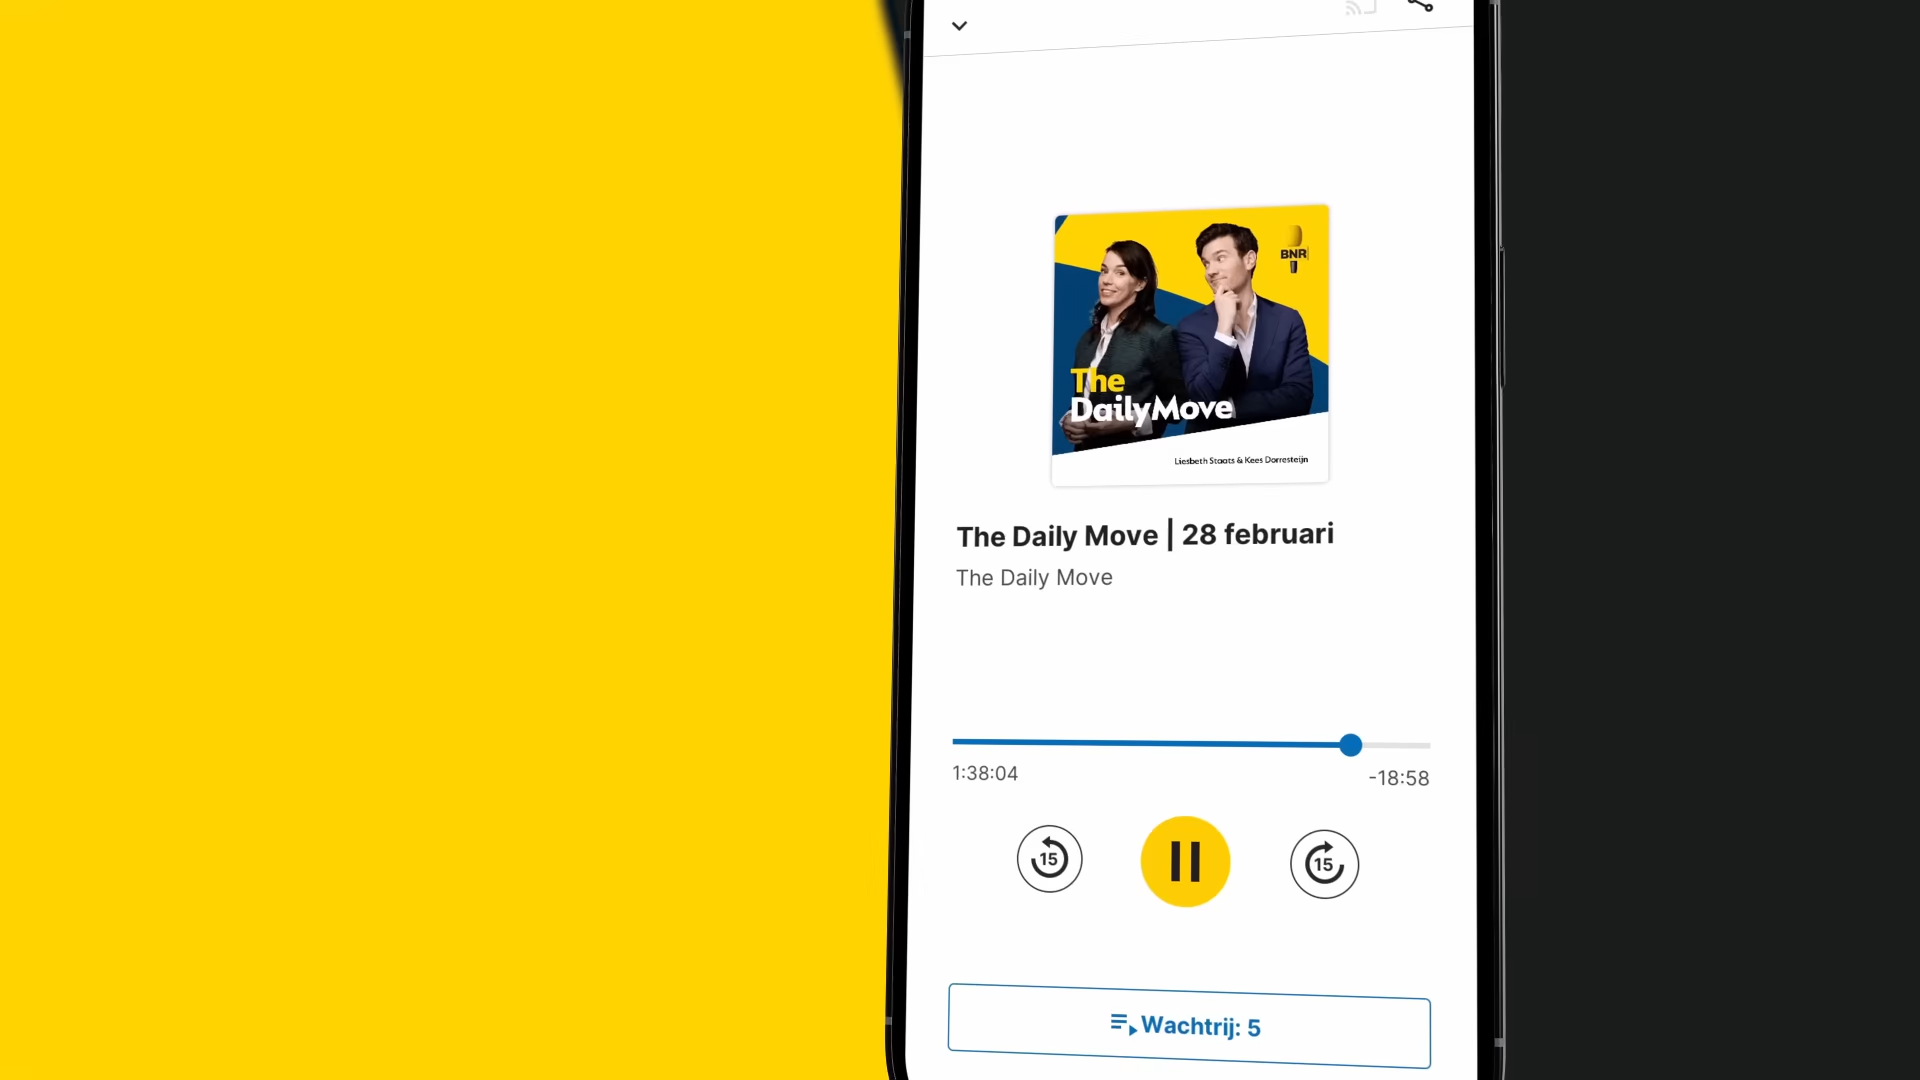 BNR
The
DailyMove
Liesbeth Staats & Kees Dorresteijn
The Daily Move | 28 februari
The Daily Move
1:38:04
-18:58
15
15
Wachtrij: 5